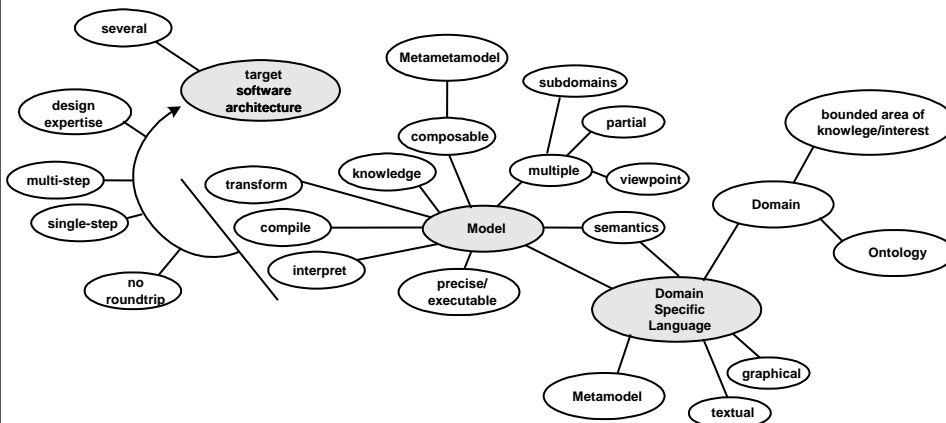 several
target
software
architecture
design
expertise
multi-step
single-step
no
roundtrip
Metametamodel
composable
knowledge
transform
compile
interpret
Model
precise/
executable
subdomains
partial
multiple
viewpoint
semantics
bounded area of
knowlege/interest
Domain
Ontology
Domain
Specific
Language
Metamodel
graphical
textual